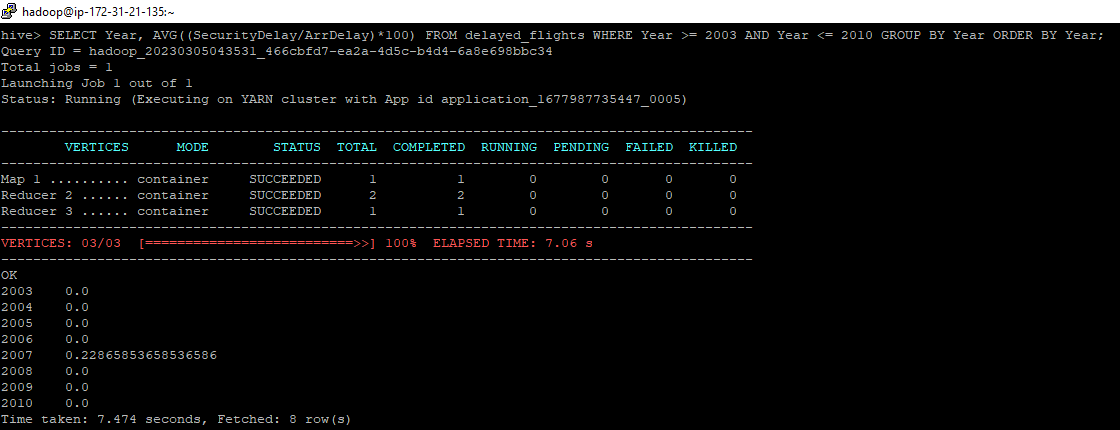 hadoop@ip-172-31-21-135:~
hive> SELECT Year, AVG((SecurityDelay/ArrDelay)*100) FROM delayed_flights WHERE Year >= 2003 AND Year <= 2010 GROUP BY Year ORDER BY Year;
Query ID = hadoop_20230305043531_466cbfd7-ea2a-4d5c-b4d4-6a8e698bbc34
Total jobs = 1
Launching Job 1 out of 1
Status: Running (Executing on YARN cluster with App id application_1677987735447_0005)
----------------------------------------------------------------------------------------------
        VERTICES      MODE        STATUS  TOTAL  COMPLETED  RUNNING  PENDING  FAILED  KILLED
----------------------------------------------------------------------------------------------
Map 1 .......... container     SUCCEEDED      1          1        0        0       0       0
Reducer 2 ...... container     SUCCEEDED      2          2        0        0       0       0
Reducer 3 ...... container     SUCCEEDED      1          1        0        0       0       0
----------------------------------------------------------------------------------------------
VERTICES: 03/03  [==========================>>] 100%  ELAPSED TIME: 7.06 s
----------------------------------------------------------------------------------------------
OK
2003    0.0
2004    0.0
2005    0.0
2006    0.0
2007    0.22865853658536586
2008    0.0
2009    0.0
2010    0.0
Time taken: 7.474 seconds, Fetched: 8 row(s)